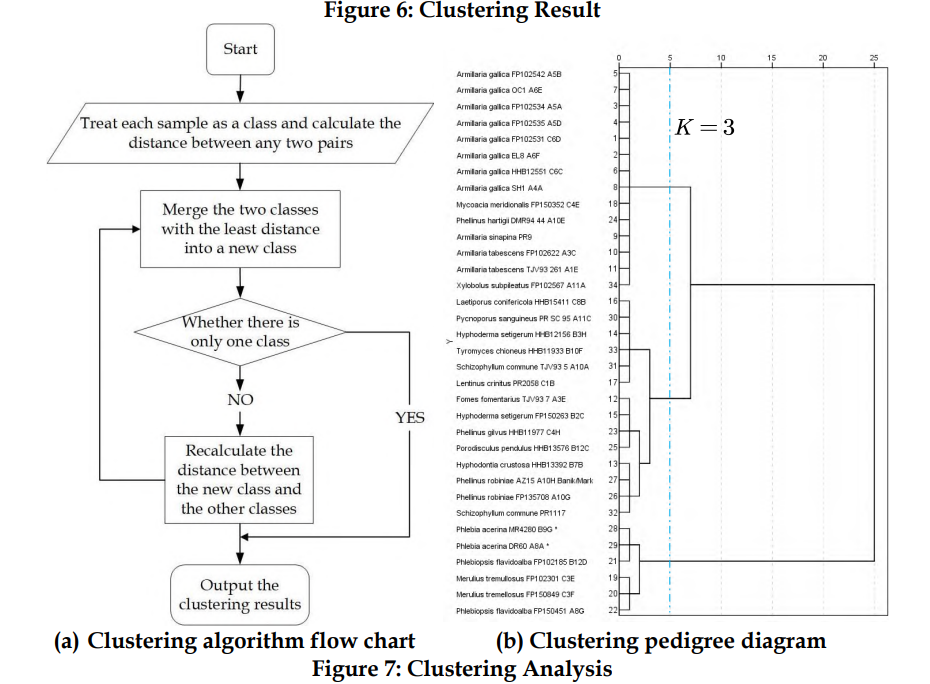 Figure 6: Clustering Result
Start
Treat each sample as a class and calculate the
distance between any two pairs
Merge the two classes
with the least distance
into a new class
Whether there is
only one class
NO
YES
Recalculate the
distance between
the new class and
the other classes
Output the
clustering results
(a) Clustering algorithm flow chart
0 5 10 15 20 25
K = 3
Y
Armillaria gallica FP102542 A5B 5
Armillaria gallica OC1 A6E 7
Armillaria gallica FP102534 A5A 3
Armillaria gallica FP102535 A5D 4
Armillaria gallica FP102531 C6D 1
Armillaria gallica EL8 A6F 2
Armillaria gallica HHB12551 C6C 6
Armillaria gallica SH1 A4A 8
Mycoacia meridionalis FP150352 C4E 18
Phellinus hartigii DMR94 44 A10E 24
Armillaria sinapina PR9 9
Armillaria tabescens FP102622 A3C 10
Armillaria tabescens TJV93 261 A1E 11
Xylobolus subpileatus FP102567 A11A 34
Laetiporus conifericola HHB15411 C8B 16
Pycnoporus sanguineus PR SC 95 A11C 30
Hyphoderma setigerum HHB12156 B3H 14
Tyromyces chioneus HHB11933 B10F 33
Schizophyllum commune TJV93 5 A10A 31
Lentinus crinitus PR2058 C1B 17
Fomes fomentarius TJV93 7 A3E 12
Hyphoderma setigerum FP150263 B2C 15
Phellinus gilvus HHB11977 C4H 23
Porodisculus pendulus HHB13576 B12C 25
Hyphodontia crustosa HHB13392 B7B 13
Phellinus robiniae AZ15 A10H Banik/Mark 27
Phellinus robiniae FP135708 A10G 26
Schizophyllum commune PR1117 32
Phlebia acerina MR4280 B9G * 28
Phlebia acerina DR60 A8A * 29
Phlebiopsis flavidoalba FP102185 B12D 21
Merulius tremullosus FP102301 C3E 19
Merulius tremellosus FP150849 C3F 20
Phlebiopsis flavidoalba FP150451 A8G 22
(b) Clustering pedigree diagram
Figure 7: Clustering Analysis